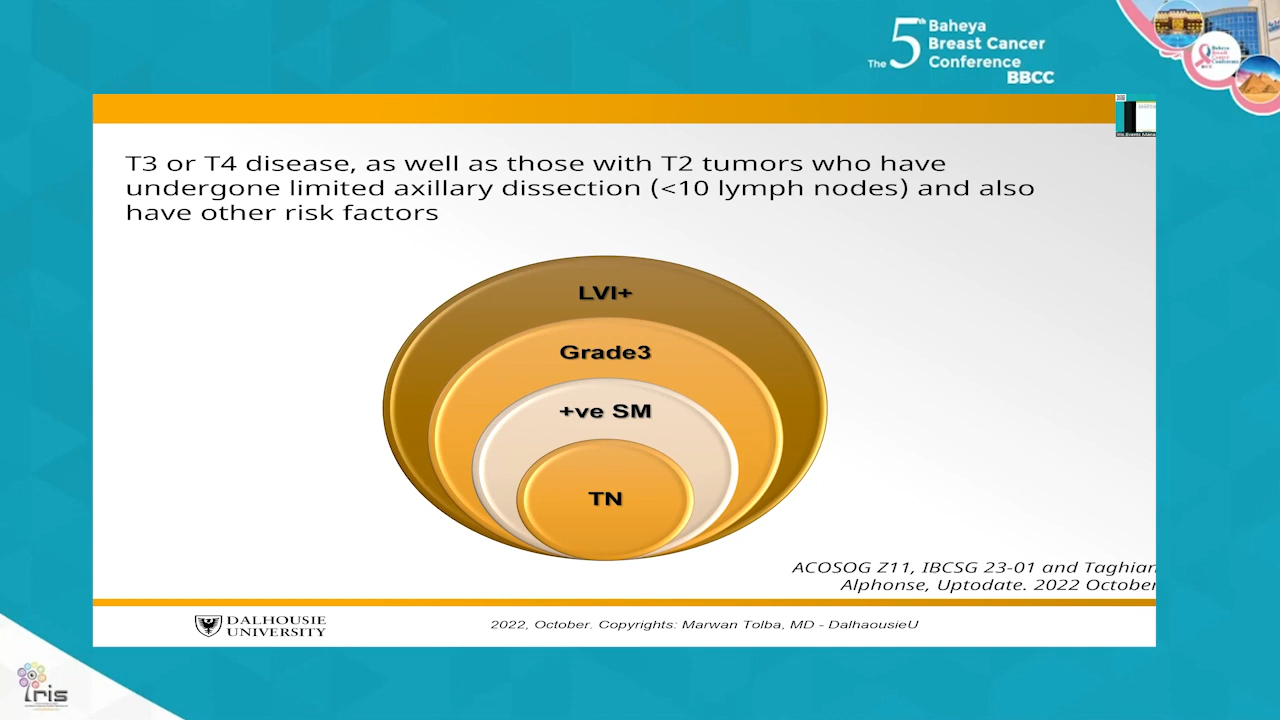 The 5th Baheya
Breast Cancer
Conference
BBCC
T3 or T4 disease, as well as those with T2 tumors who have
undergone limited axillary dissection (<10 lymph nodes) and also
have other risk factors
LVI+
Grade3
+ve SM
TN
ACOSOG Z11, IBCSG 23-01 and Taghian
Alphonse, Uptodate. 2022 October
DALHOUSIE
UNIVERSITY
2022, October. Copyrights: Marwan Tolba, MD - DalhaousieU
Iris